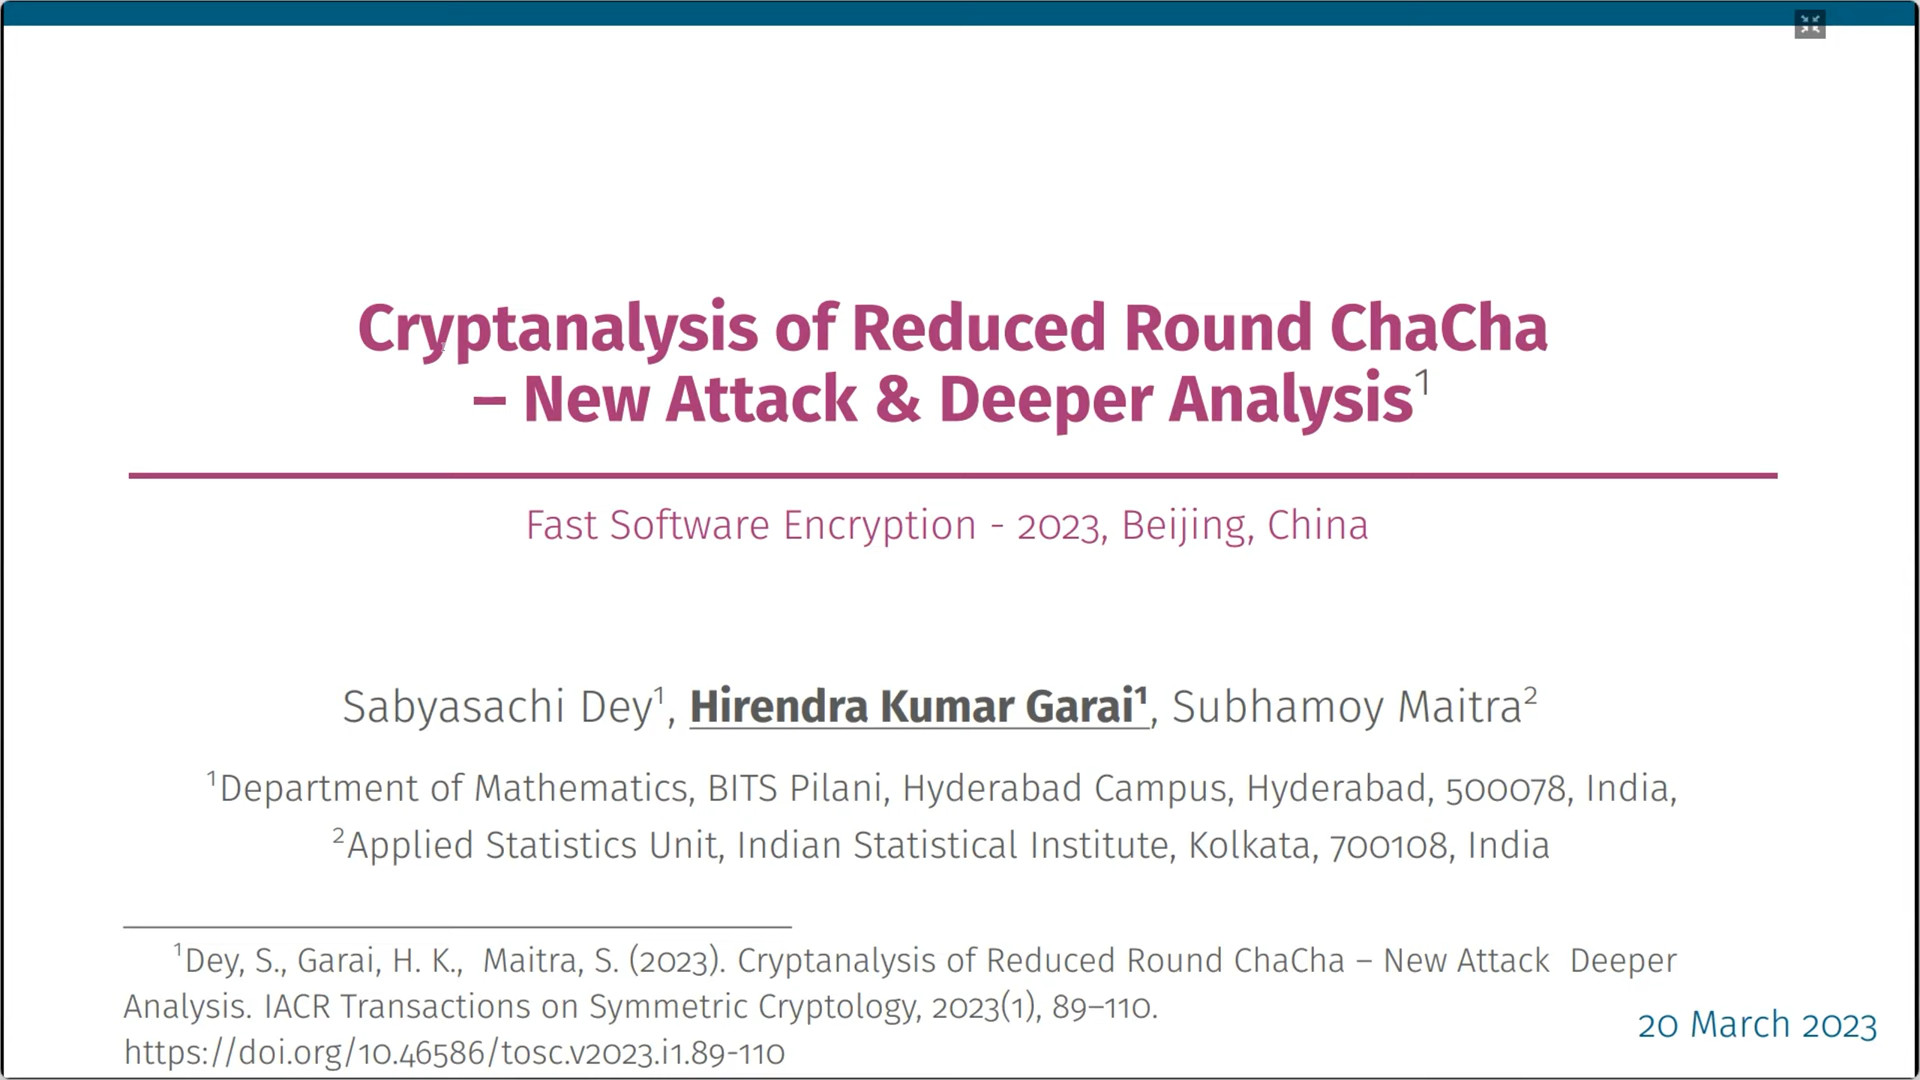 Cryptanalysis of Reduced Round ChaCha
– New Attack & Deeper Analysis¹
Fast Software Encryption - 2023, Beijing, China
Sabyasachi Dey¹, Hirendra Kumar Garai¹, Subhamoy Maitra²
¹Department of Mathematics, BITS Pilani, Hyderabad Campus, Hyderabad, 500078, India,
²Applied Statistics Unit, Indian Statistical Institute, Kolkata, 700108, India
¹Dey, S., Garai, H. K., Maitra, S. (2023). Cryptanalysis of Reduced Round ChaCha – New Attack Deeper
Analysis. IACR Transactions on Symmetric Cryptology, 2023(1), 89–110.
https://doi.org/10.46586/tosc.v2023.i1.89-110
20 March 2023